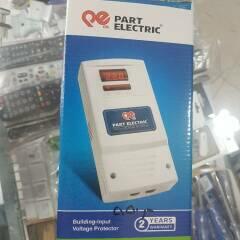 PART
ELECTRIC®
PART ELECTRIC
Building-Input
Voltage Protector
2 YEARS
WARRANTY